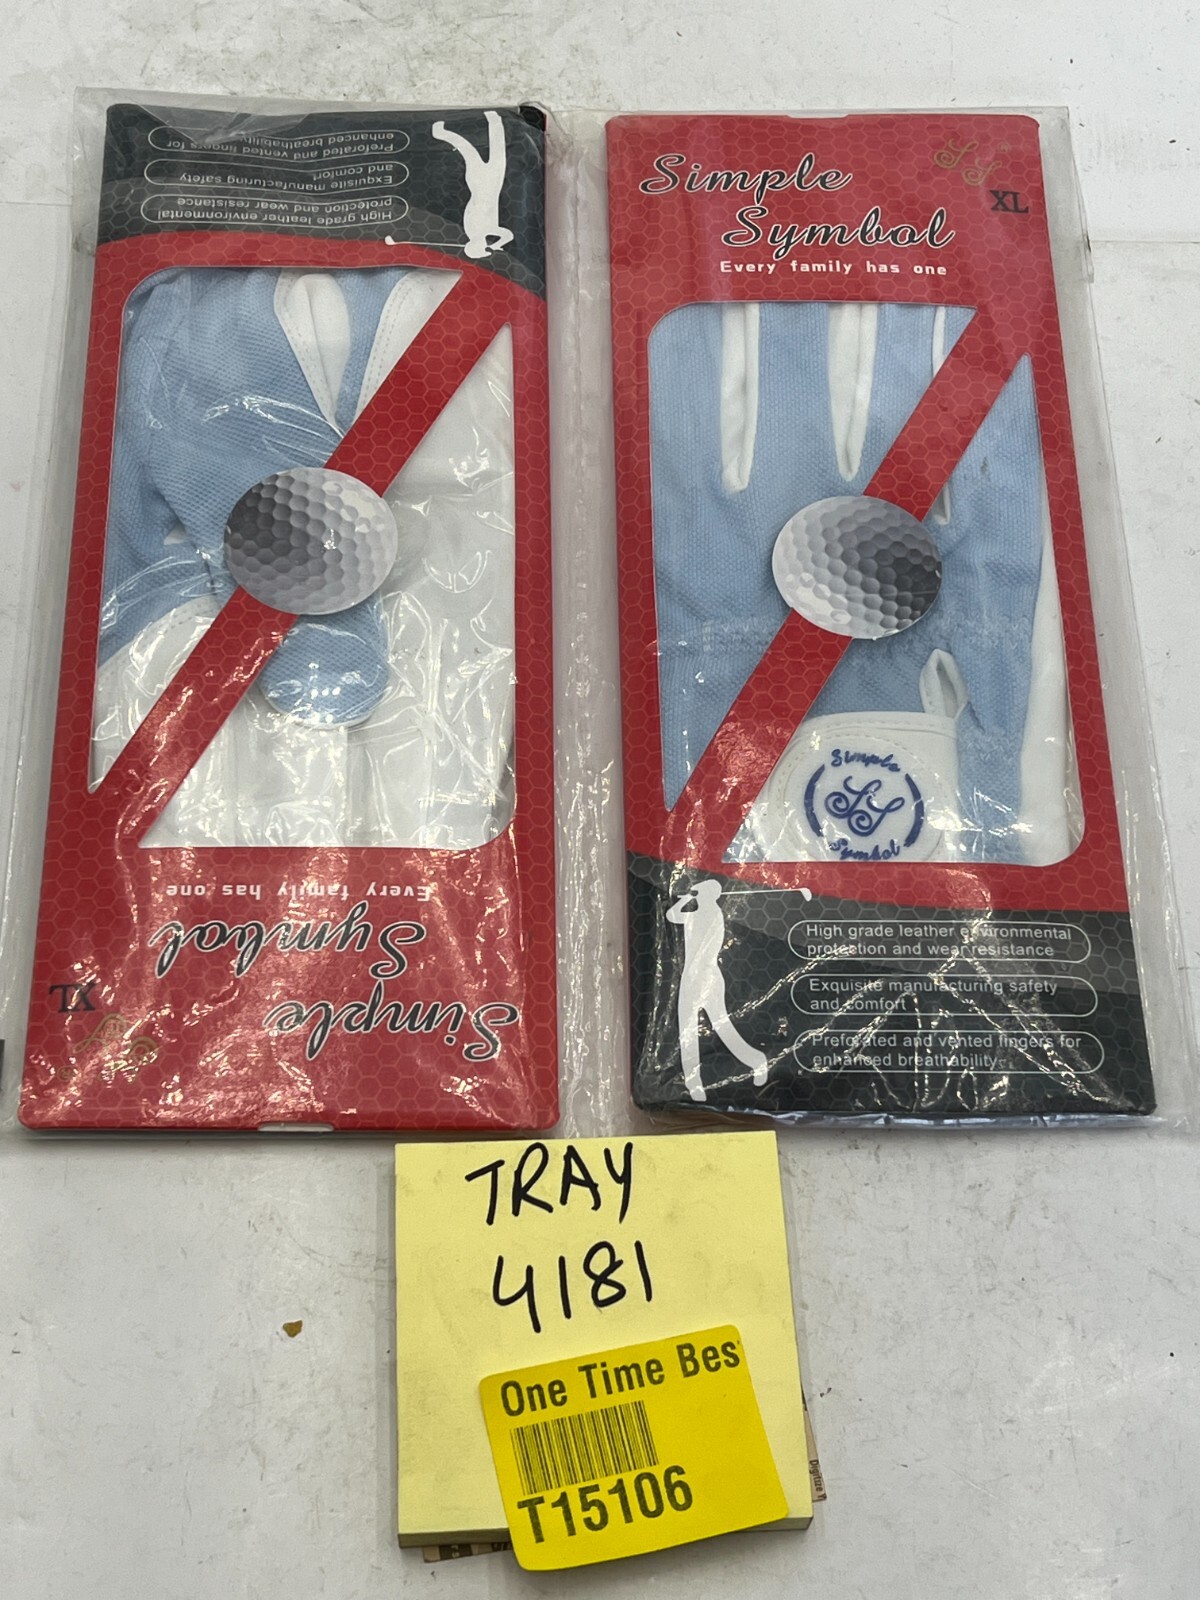 Preforated and vented fingers for
enhanced breathability
Exquisite manufacturing safety
and comfort
High grade leather environmental
protection and wear resistance
Every family has one
Simple
Symbol
XL
Simple
Symbol
XL
Every family has one
Simple
SS
Symbol
High grade leather environmental
protection and wear resistance
Exquisite manufacturing safety
and comfort
Preforated and vented fingers for
enhanced breathability
TRAY
4181
One Time Bes
T15106